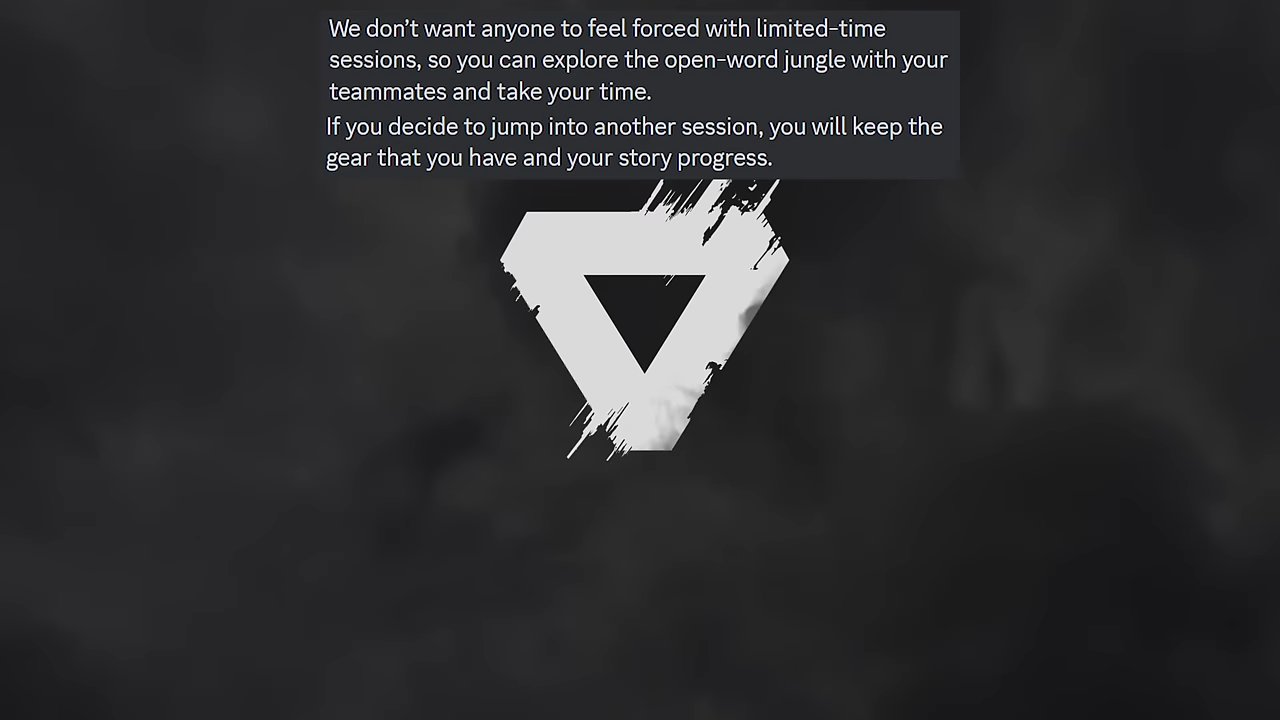 We don’t want anyone to feel forced with limited-time
sessions, so you can explore the open-word jungle with your
teammates and take your time.
If you decide to jump into another session, you will keep the
gear that you have and your story progress.